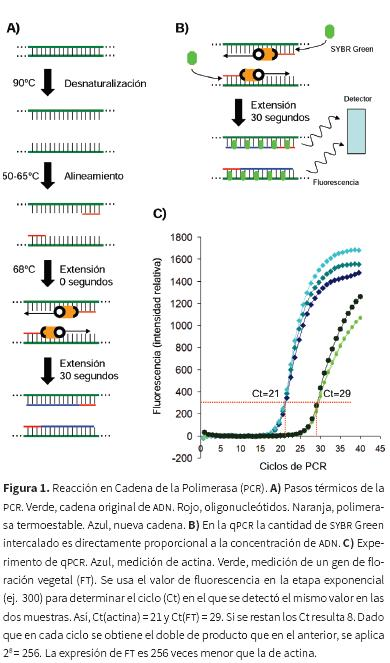 A)
90°C
Desnaturalización
50-65°C
Alineamiento
68°C
Extensión
0 segundos
Extensión
30 segundos
B)
SYBR Green
Extensión
30 segundos
Detector
Fluorescencia
C)
Fluorescencia (intensidad relativa)
1800
1600
1400
1200
1000
800
600
400
200
0
-200
Ct=21
Ct=29
0 5 10 15 20 25 30 35 40 45
Ciclos de PCR
Figura 1. Reacción en Cadena de la Polimerasa (PCR). A) Pasos térmicos de la
PCR. Verde, cadena original de ADN. Rojo, oligonucleótidos. Naranja, polimera-
sa termoestable. Azul, nueva cadena. B) En la qPCR la cantidad de SYBR Green
intercalado es directamente proporcional a la concentración de ADN. C) Expe-
rimento de qPCR. Azul, medición de actina. Verde, medición de un gen de flo-
ración vegetal (FT). Se usa el valor de fluorescencia en la etapa exponencial
(ej. 300) para determinar el ciclo (Ct) en el que se detectó el mismo valor en las
dos muestras. Así, Ct(actina) = 21 y Ct(FT) = 29. Si se restan los Ct resulta 8. Dado
que en cada ciclo se obtiene el doble de producto que en el anterior, se aplica
2⁸ = 256. La expresión de FT es 256 veces menos que la de actina.